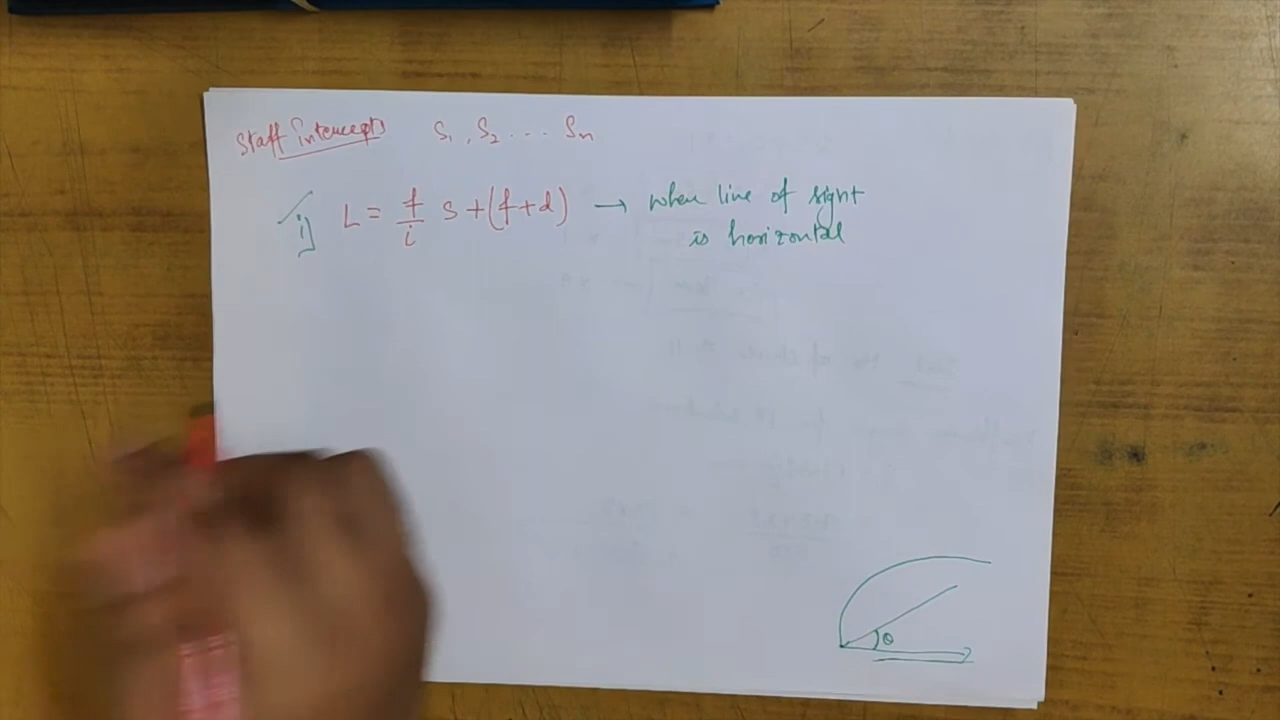 Staff Intercepts S₁, S₂ ... Sn
i) L = f/i S + (f+d) → when line of sight
is horizontal
θ